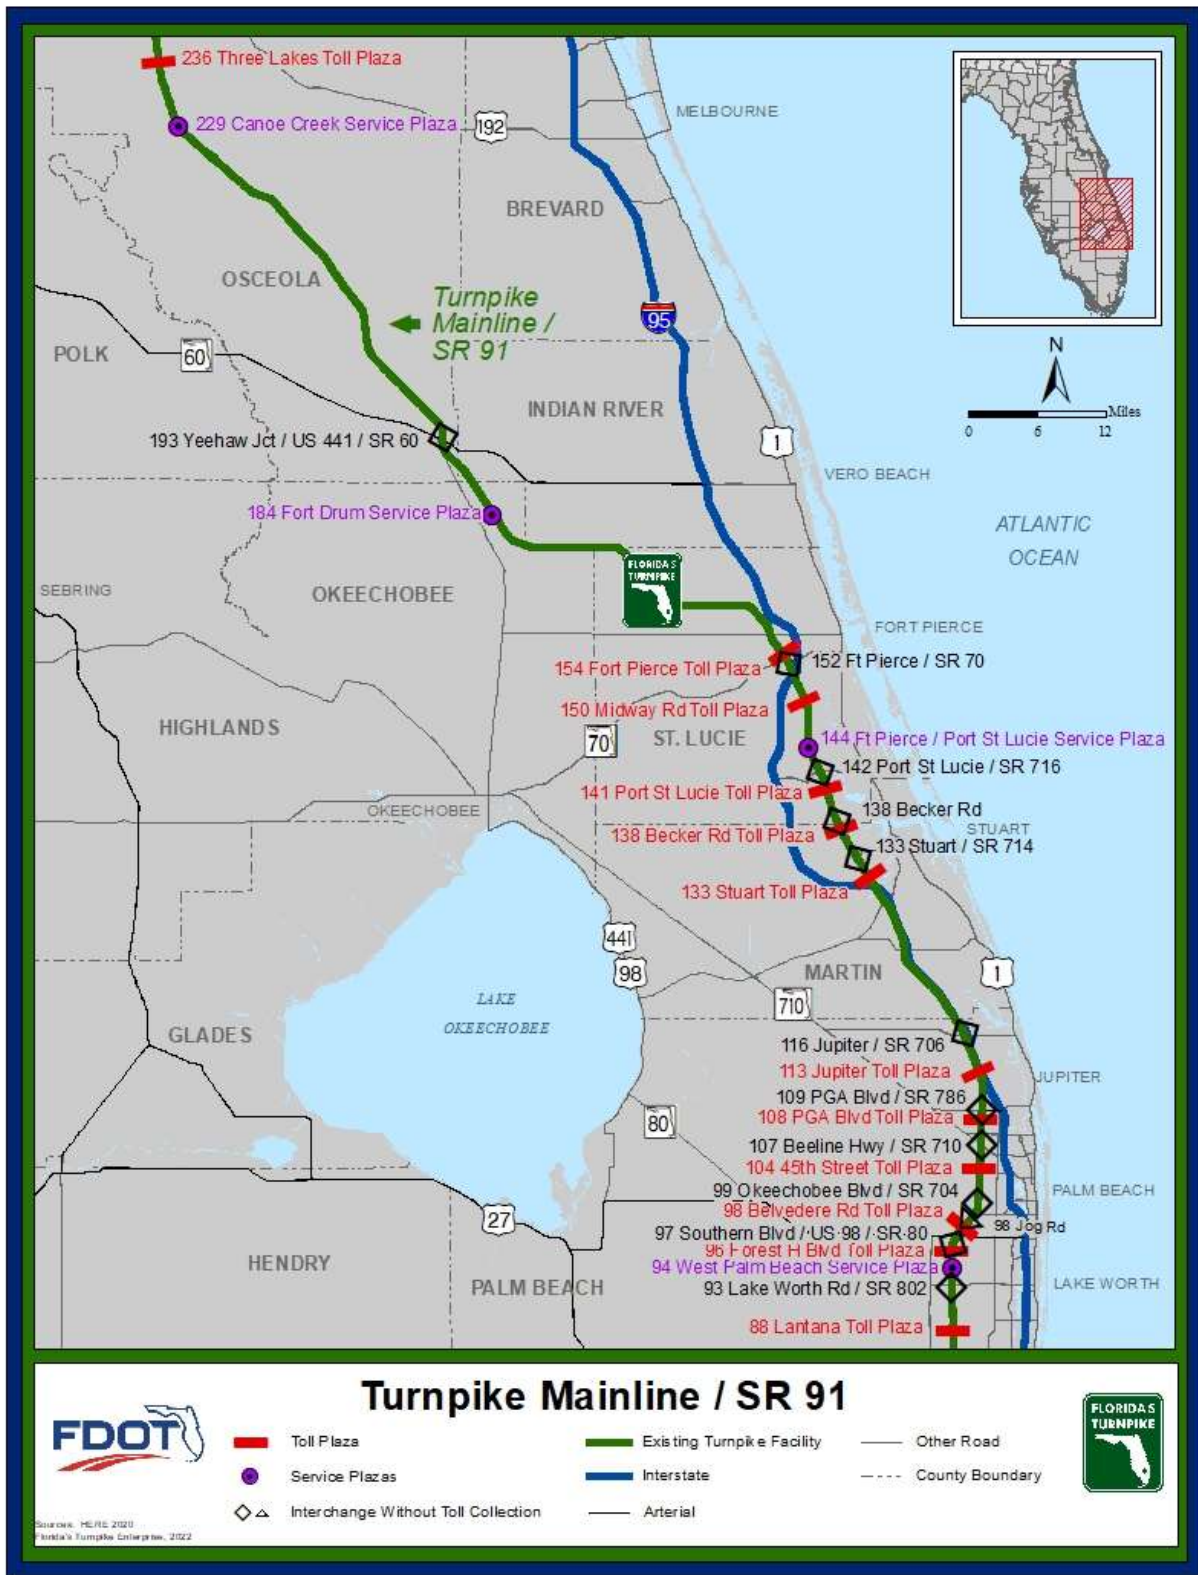 236 Three Lakes Toll Plaza
MELBOURNE
229 Canoe Creek Service Plaza
192
BREVARD
OSCEOLA
Turnpike
Mainline /
SR 91
95
POLK
60
N
Miles
0 6 12
INDIAN RIVER
193 Yeehaw Jct / US 441 / SR 60
1
VERO BEACH
184 Fort Drum Service Plaza
ATLANTIC
OCEAN
FLORIDA'S
TURNPIKE
SEBRING
OKEECHOBEE
FORT PIERCE
154 Fort Pierce Toll Plaza
152 Ft Pierce / SR 70
150 Midway Rd Toll Plaza
HIGHLANDS
70
ST. LUCIE
144 Ft Pierce / Port St Lucie Service Plaza
142 Port St Lucie / SR 716
141 Port St Lucie Toll Plaza
OKEECHOBEE
138 Becker Rd
138 Becker Rd Toll Plaza
STUART
133 Stuart / SR 714
133 Stuart Toll Plaza
441
98
MARTIN
1
LAKE
OKEECHOBEE
710
GLADES
116 Jupiter / SR 706
113 Jupiter Toll Plaza
JUPITER
109 PGA Blvd / SR 786
108 PGA Blvd Toll Plaza
80
107 Beeline Hwy / SR 710
104 45th Street Toll Plaza
99 Okeechobee Blvd / SR 704
PALM BEACH
98 Belvedere Rd Toll Plaza
27
98 Jog Rd
97 Southern Blvd / US 98 / SR 80
96 Forest H Blvd Toll Plaza
HENDRY
94 West Palm Beach Service Plaza
PALM BEACH
93 Lake Worth Rd / SR 802
LAKE WORTH
88 Lantana Toll Plaza
Turnpike Mainline / SR 91
FDOT
Toll Plaza
Service Plazas
Interchange Without Toll Collection
Existing Turnpike Facility
Interstate
Arterial
Other Road
County Boundary
FLORIDA'S
TURNPIKE
Sources: HERE 2020
Florida's Turnpike Enterprise, 2022